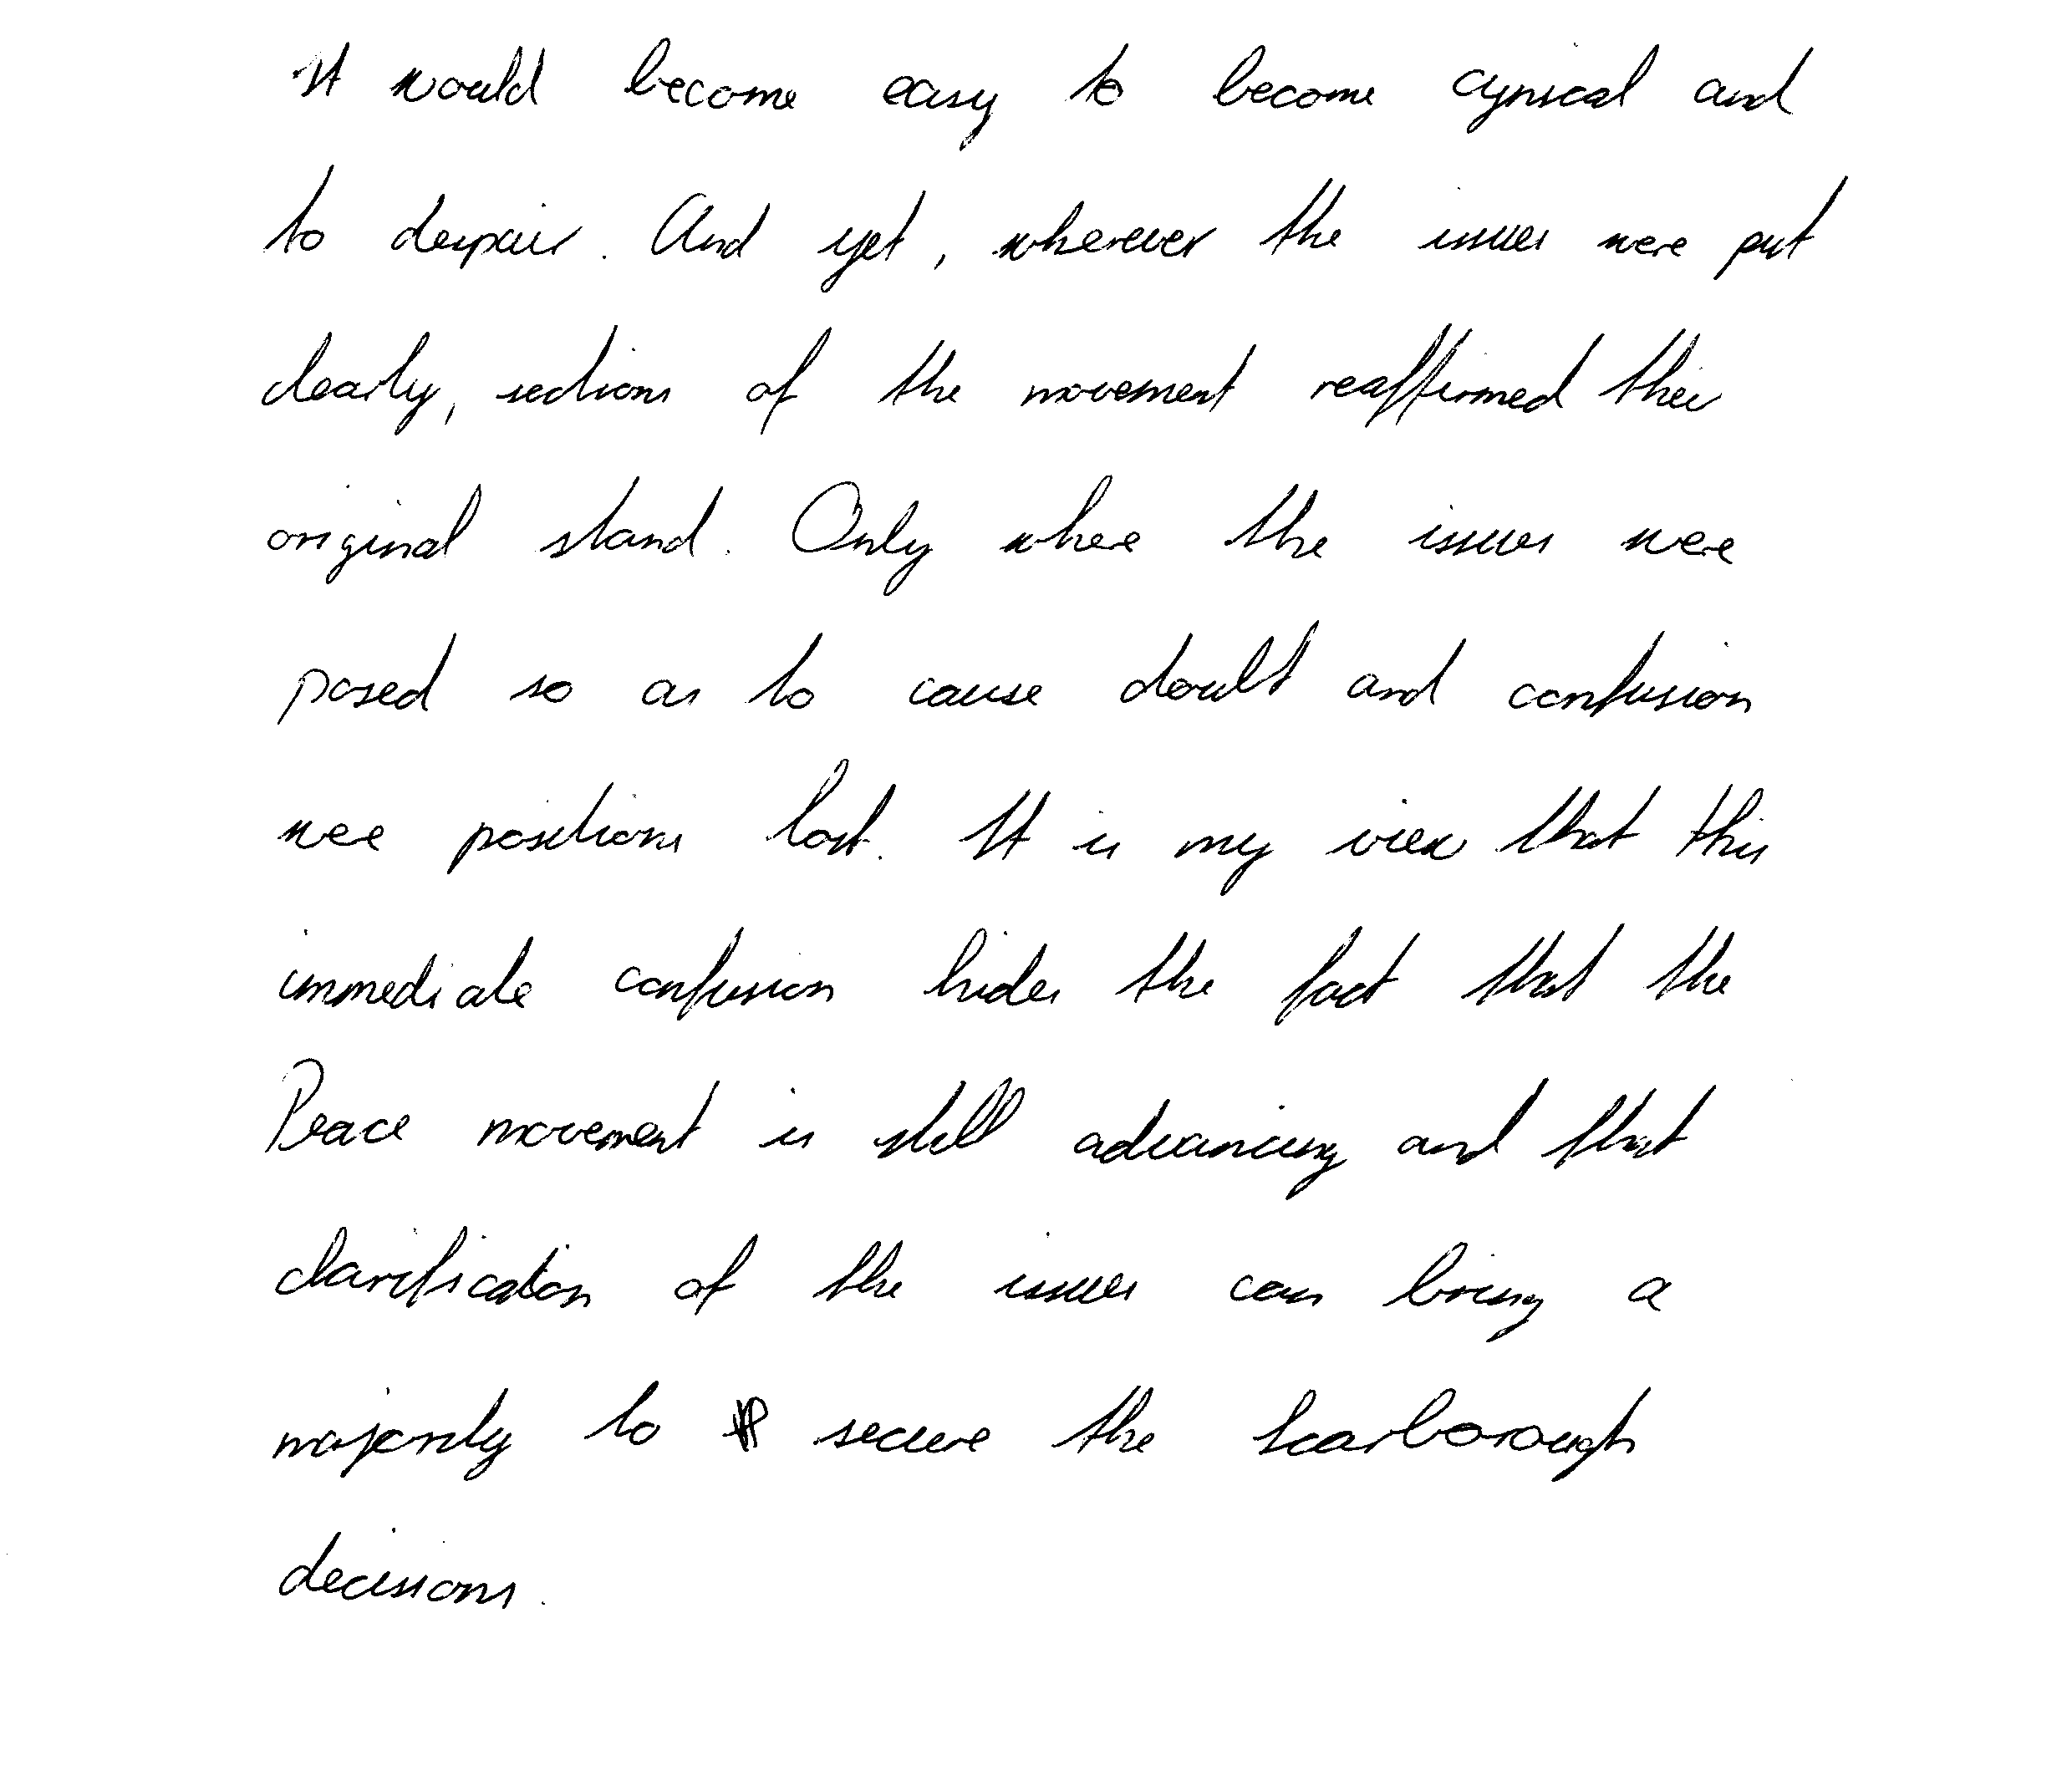 It would become easy to become cynical and
to despair. And yet, wherever the issues were put
clearly, sections of the movement reaffirmed their
original stand. Only where the issues were
posed so as to cause doubt and confusion
wee positions lost. It is my view that this
immediate confusion hides the fact that the
Peace movement is still advancing and that
clarification of the issues can bring a
majority to secure the Scarborough
decisions.